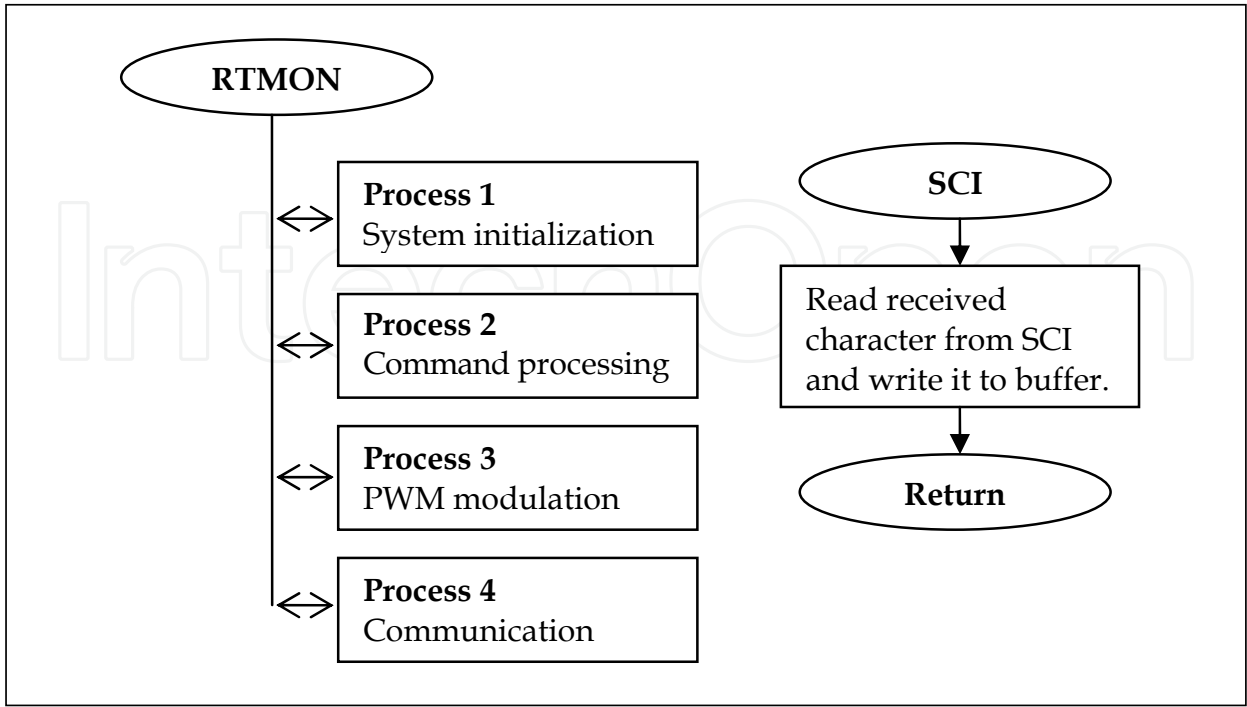 RTMON
Process 1
System initialization
Process 2
Command processing
Process 3
PWM modulation
Process 4
Communication
SCI
Read received
character from SCI
and write it to buffer.
Return
IntechOpen